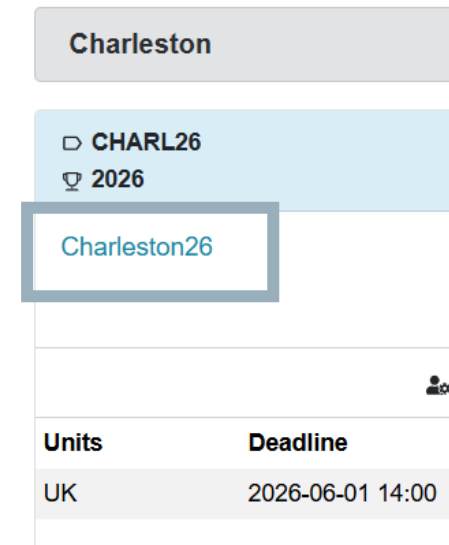 Charleston
CHARL26
2026
Charleston26
Units Deadline
UK 2026-06-01 14:00